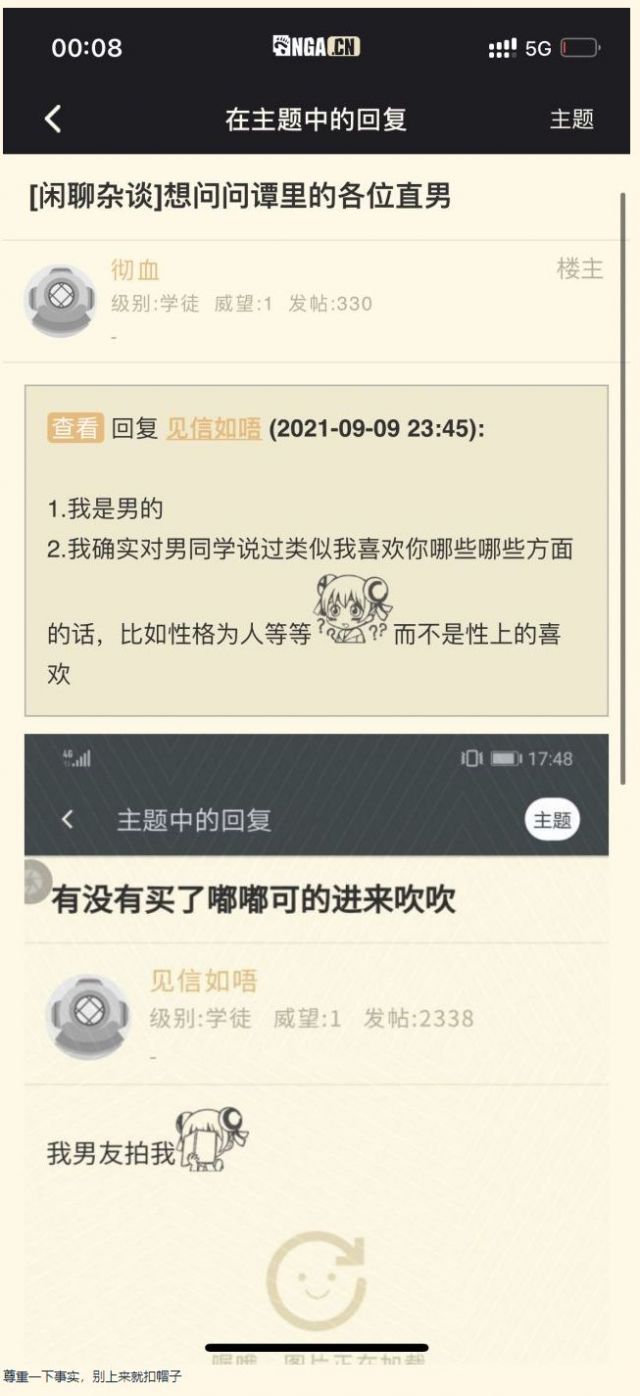 00:08
NGA.CN
5G
在主题中的回复
主题
[闲聊杂谈]想问问谭里的各位直男
彻血
楼主
级别:学徒 威望:1 发帖:330
-
查看 回复 见信如唔 (2021-09-09 23:45):
1.我是男的
2.我确实对男同学说过类似我喜欢你哪些哪些方面
的话，比如性格为人等等 ? ?? 而不是性上的喜
欢
4G
17:48
主题中的回复
主题
有没有买了嘟嘟可的进来吹吹
见信如唔
级别:学徒 威望:1 发帖:2338
-
我男友拍我
图片正在加载
尊重一下事实，别上来就扣帽子